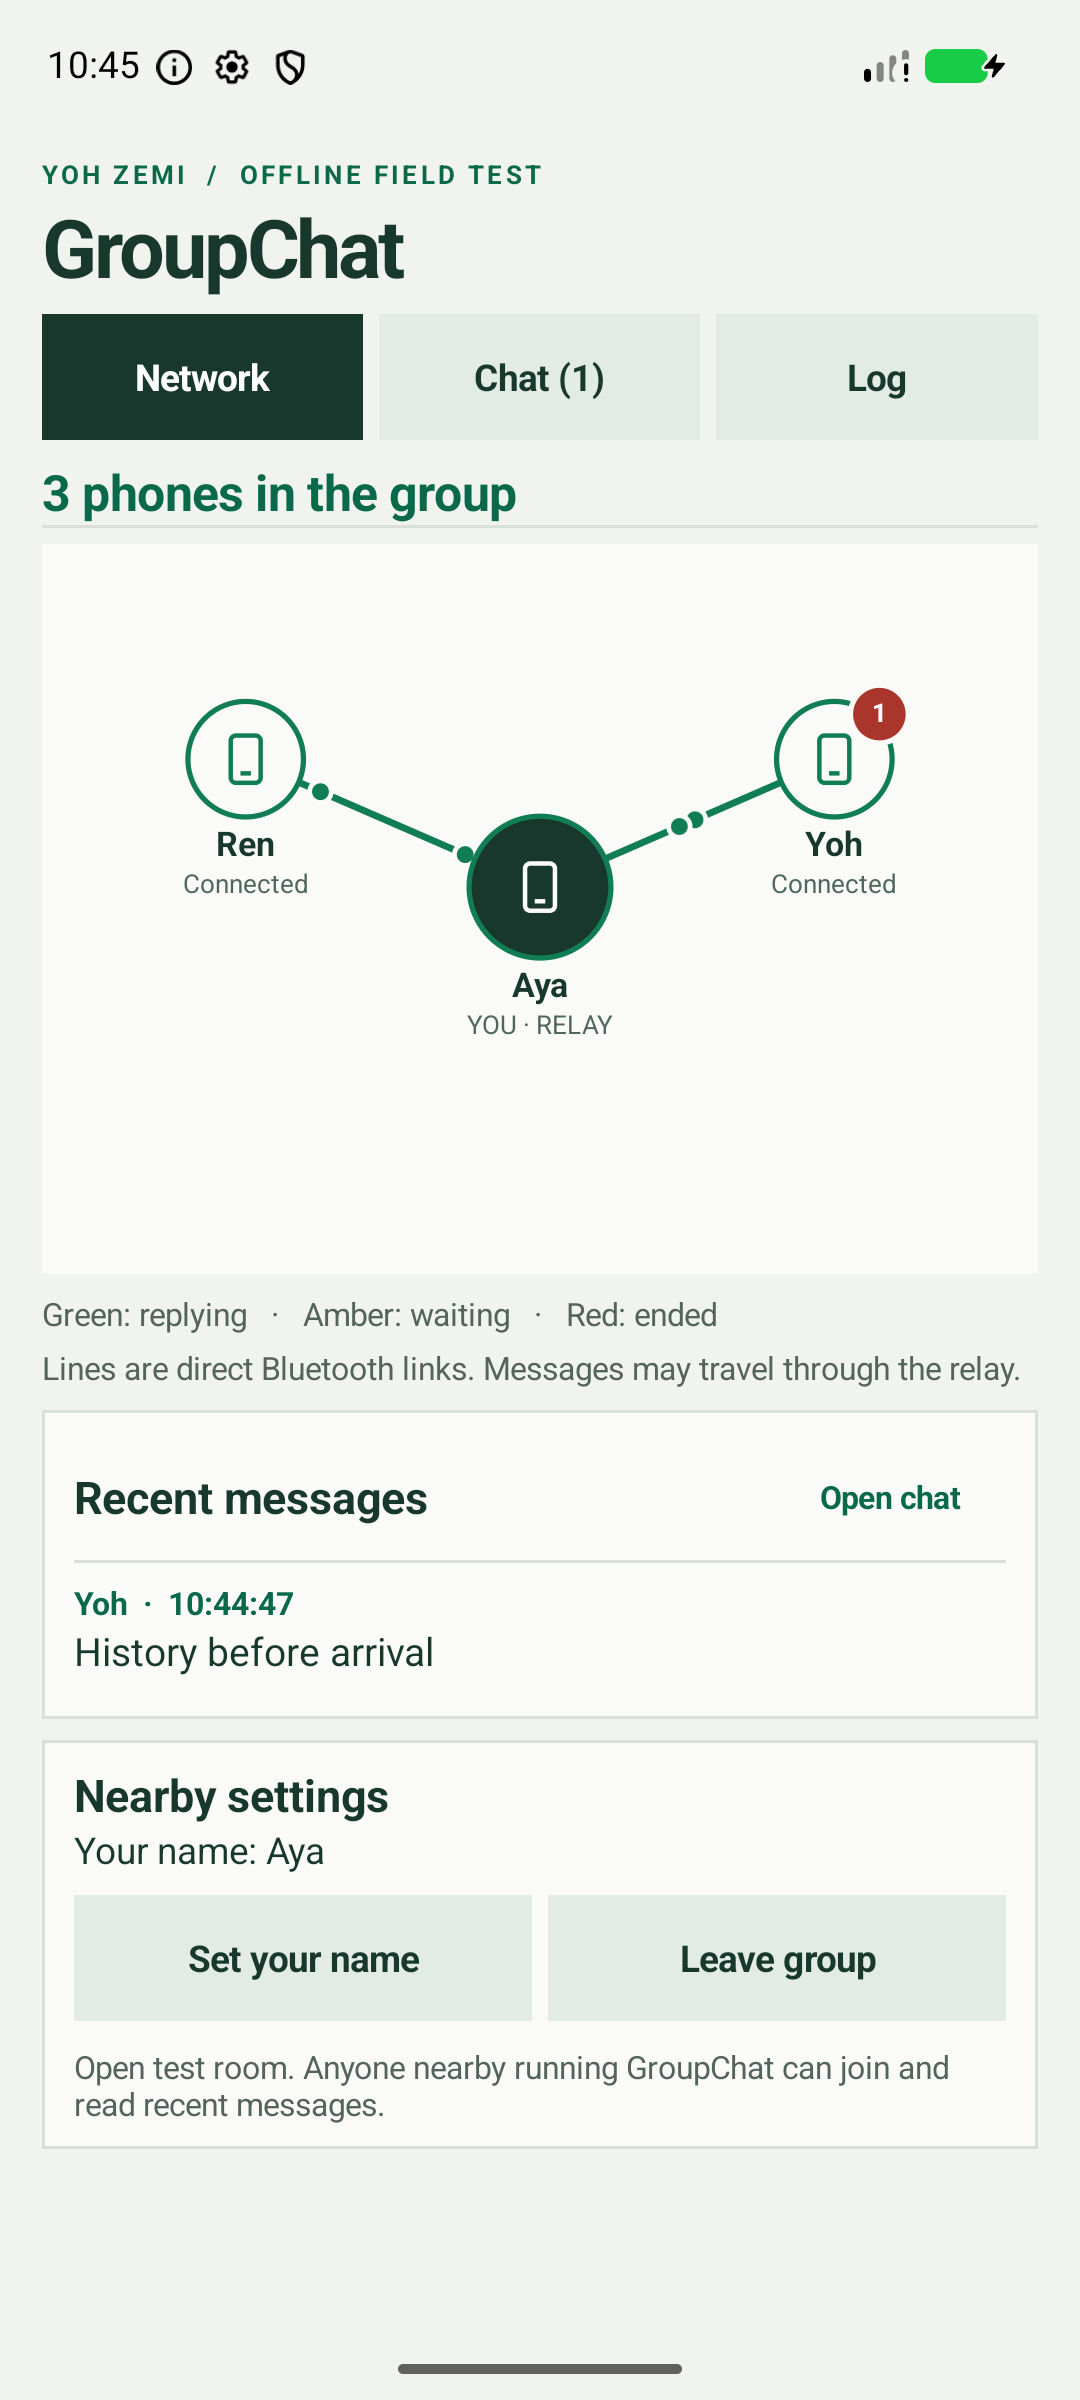 10:45
YOH ZEMI / OFFLINE FIELD TEST
GroupChat
Network
Chat (1)
Log
3 phones in the group
1
Ren
Connected
Yoh
Connected
Aya
YOU · RELAY
Green: replying · Amber: waiting · Red: ended
Lines are direct Bluetooth links. Messages may travel through the relay.
Recent messages
Open chat
Yoh · 10:44:47
History before arrival
Nearby settings
Your name: Aya
Set your name
Leave group
Open test room. Anyone nearby running GroupChat can join and
read recent messages.